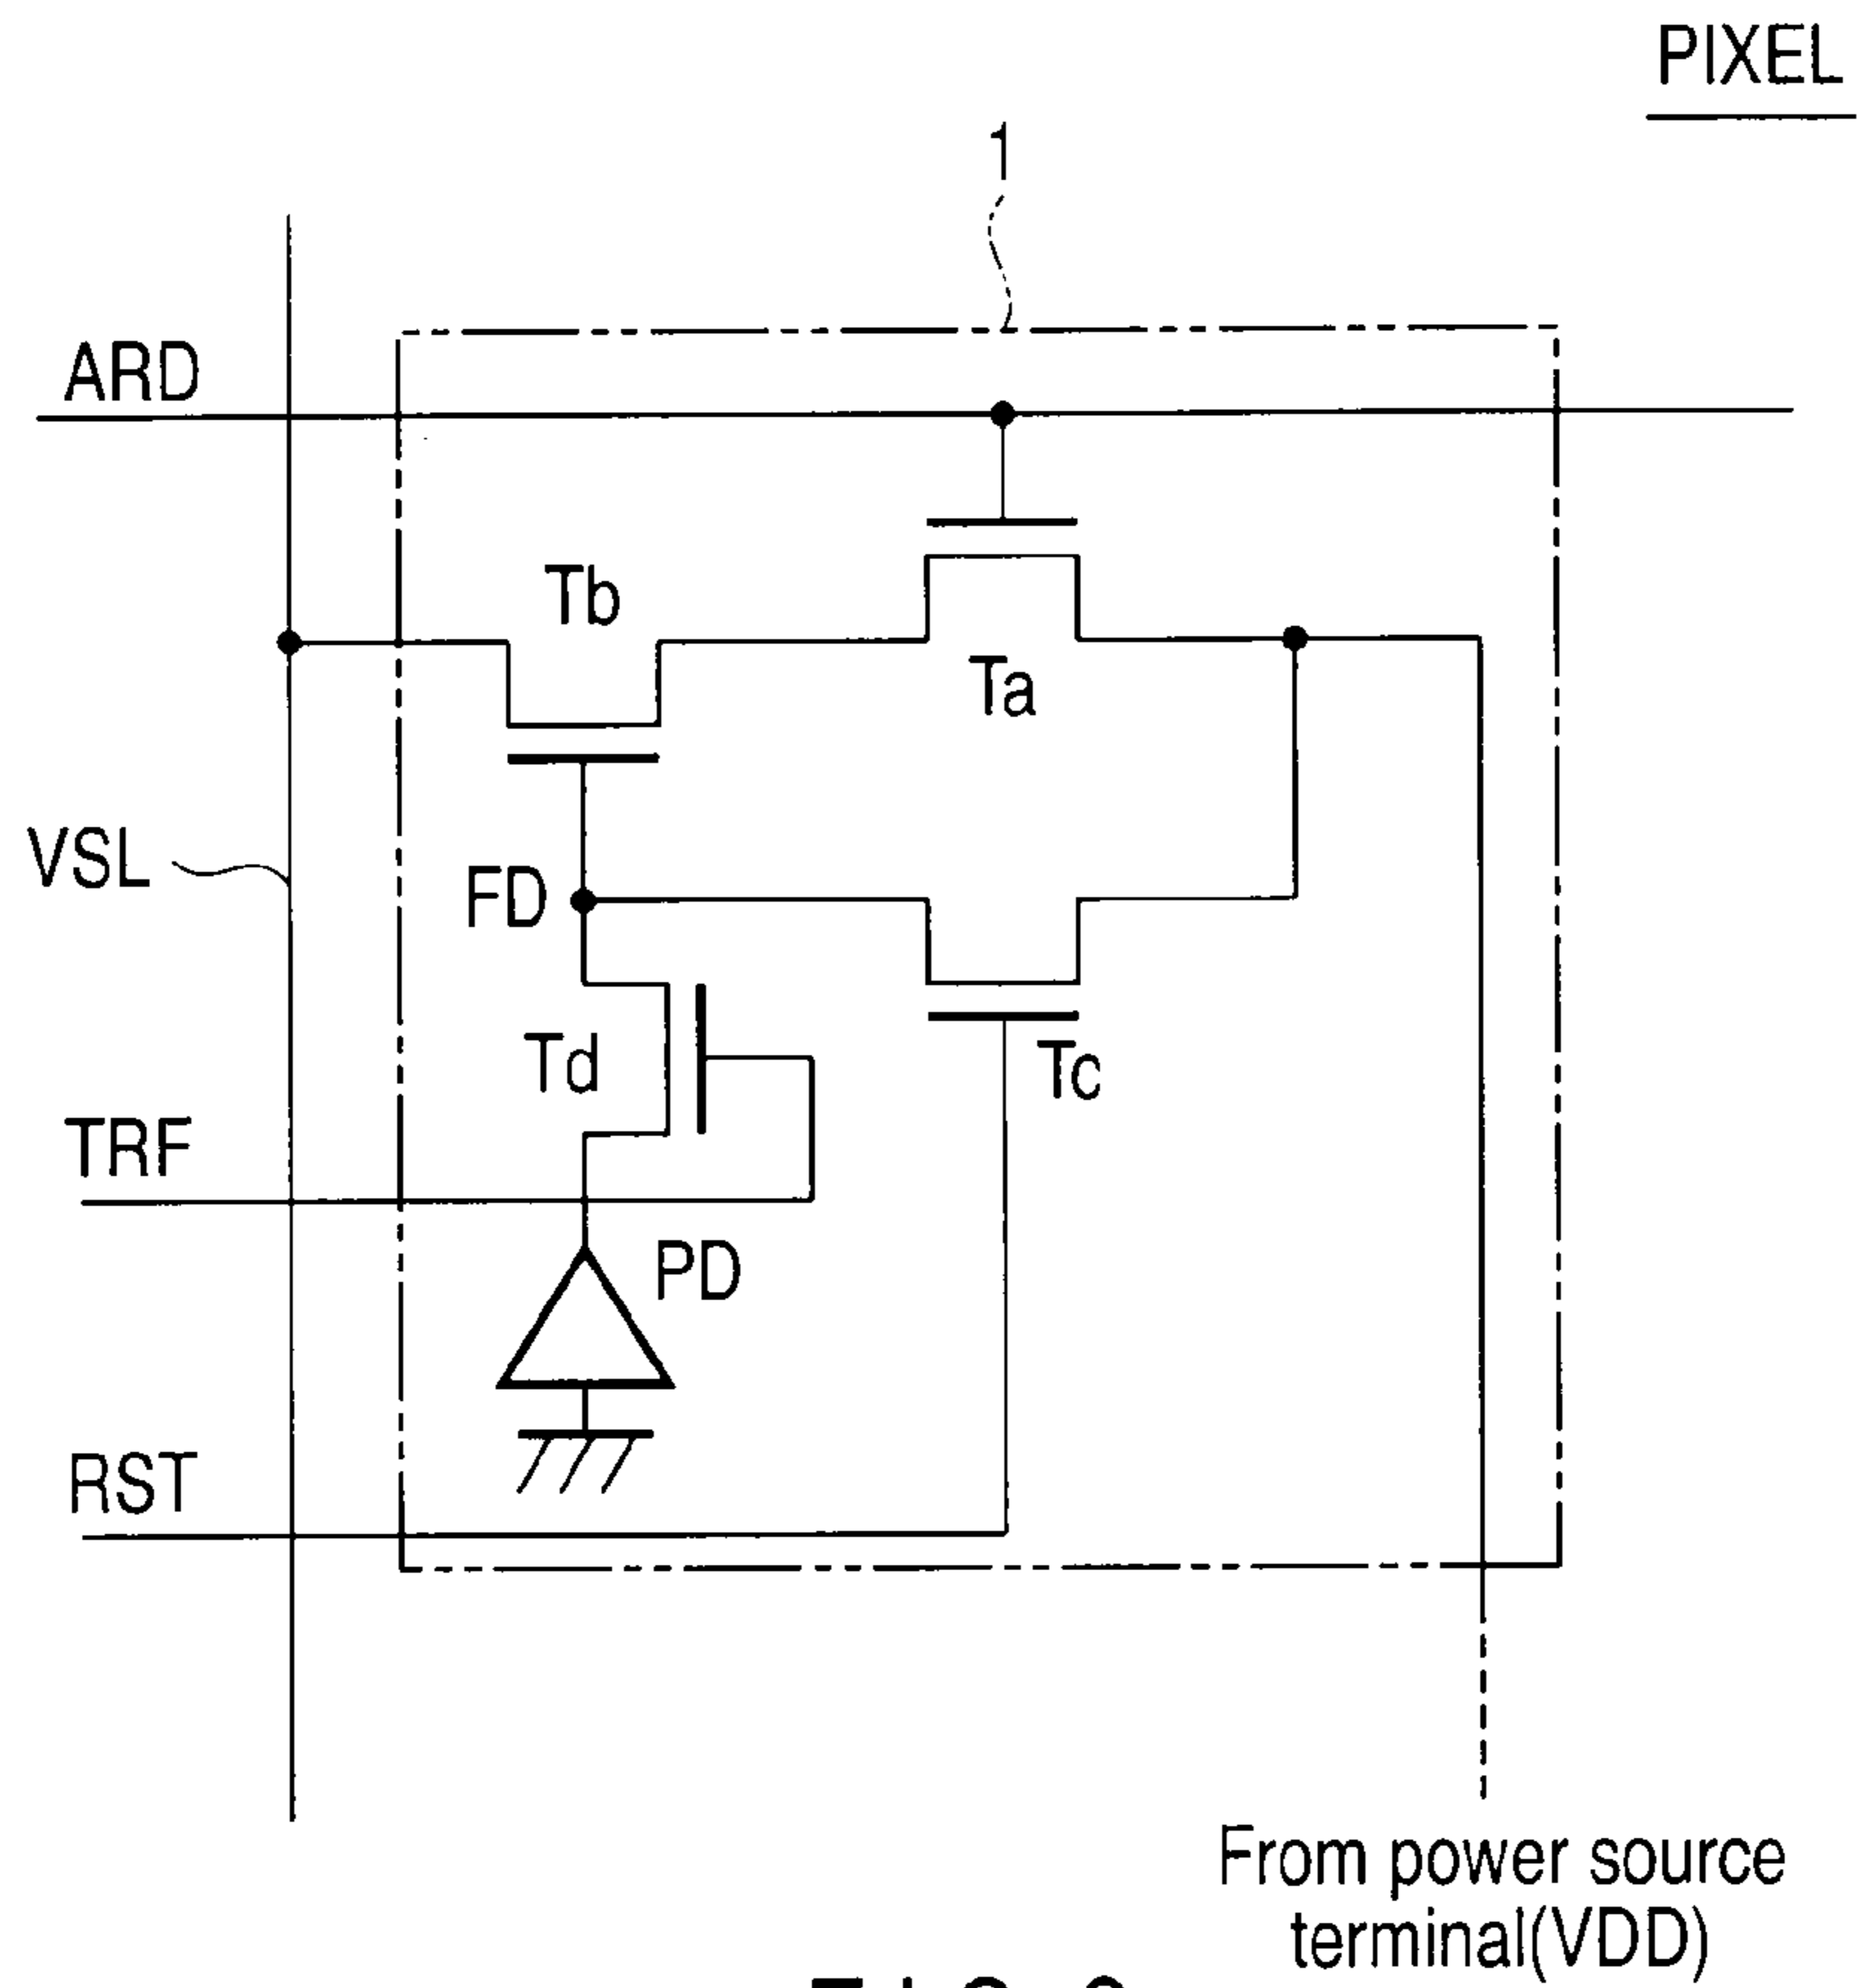 PIXEL
1
ARD
Tb
Ta
VSL
FD
Td
Tc
TRF
PD
RST
From power source
terminal(VDD)